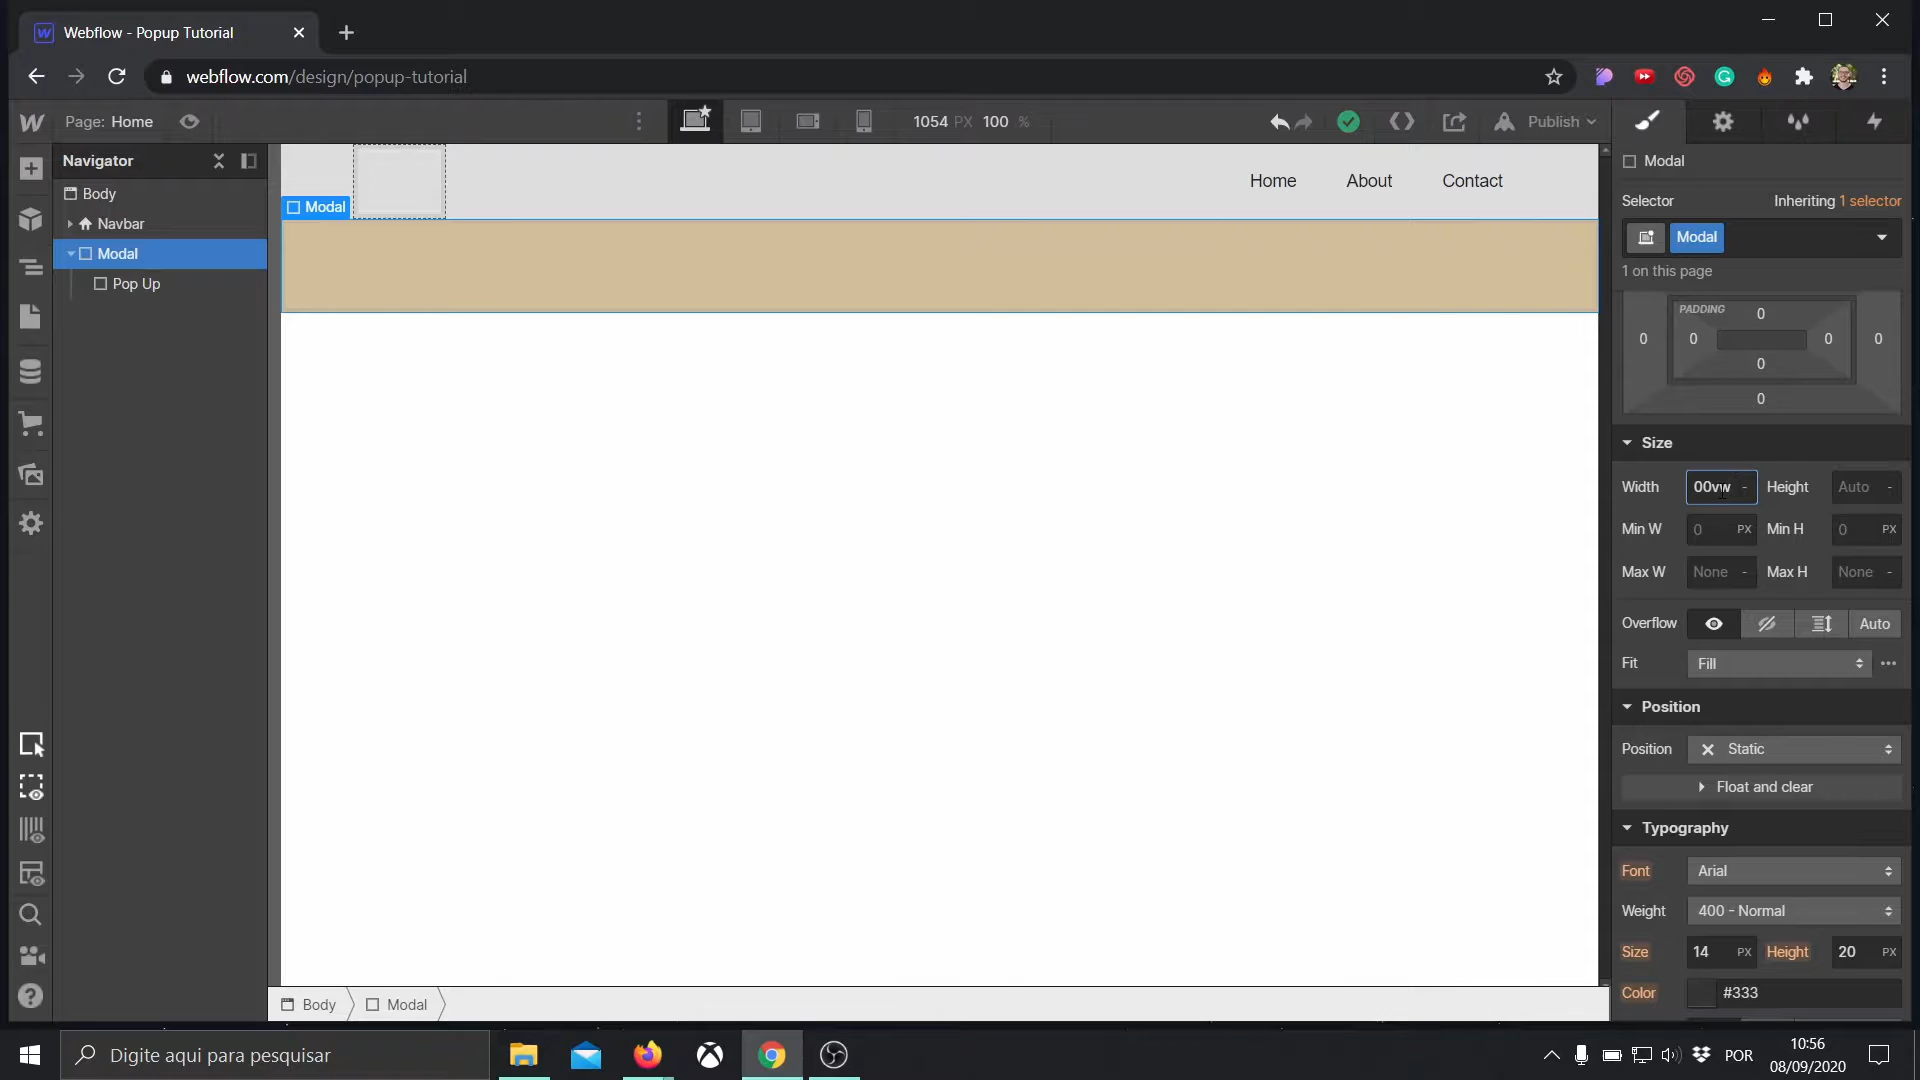 Webflow - Popup Tutorial
webflow.com/design/popup-tutorial
Page: Home
1054 PX 100 %
Publish
Navigator
Body
Navbar
Modal
Pop Up
Modal
Home About Contact
Modal
Selector Inheriting 1 selector
Modal
1 on this page
PADDING
0
0 0 0 0
0
0
Size
Width 00vw - Height Auto -
Min W 0 PX Min H 0 PX
Max W None - Max H None -
Overflow Auto
Fit Fill
Position
Position Static
Float and clear
Typography
Font Arial
Weight 400 - Normal
Size 14 PX Height 20 PX
Color #333
Body Modal
Digite aqui para pesquisar
POR
10:56
08/09/2020